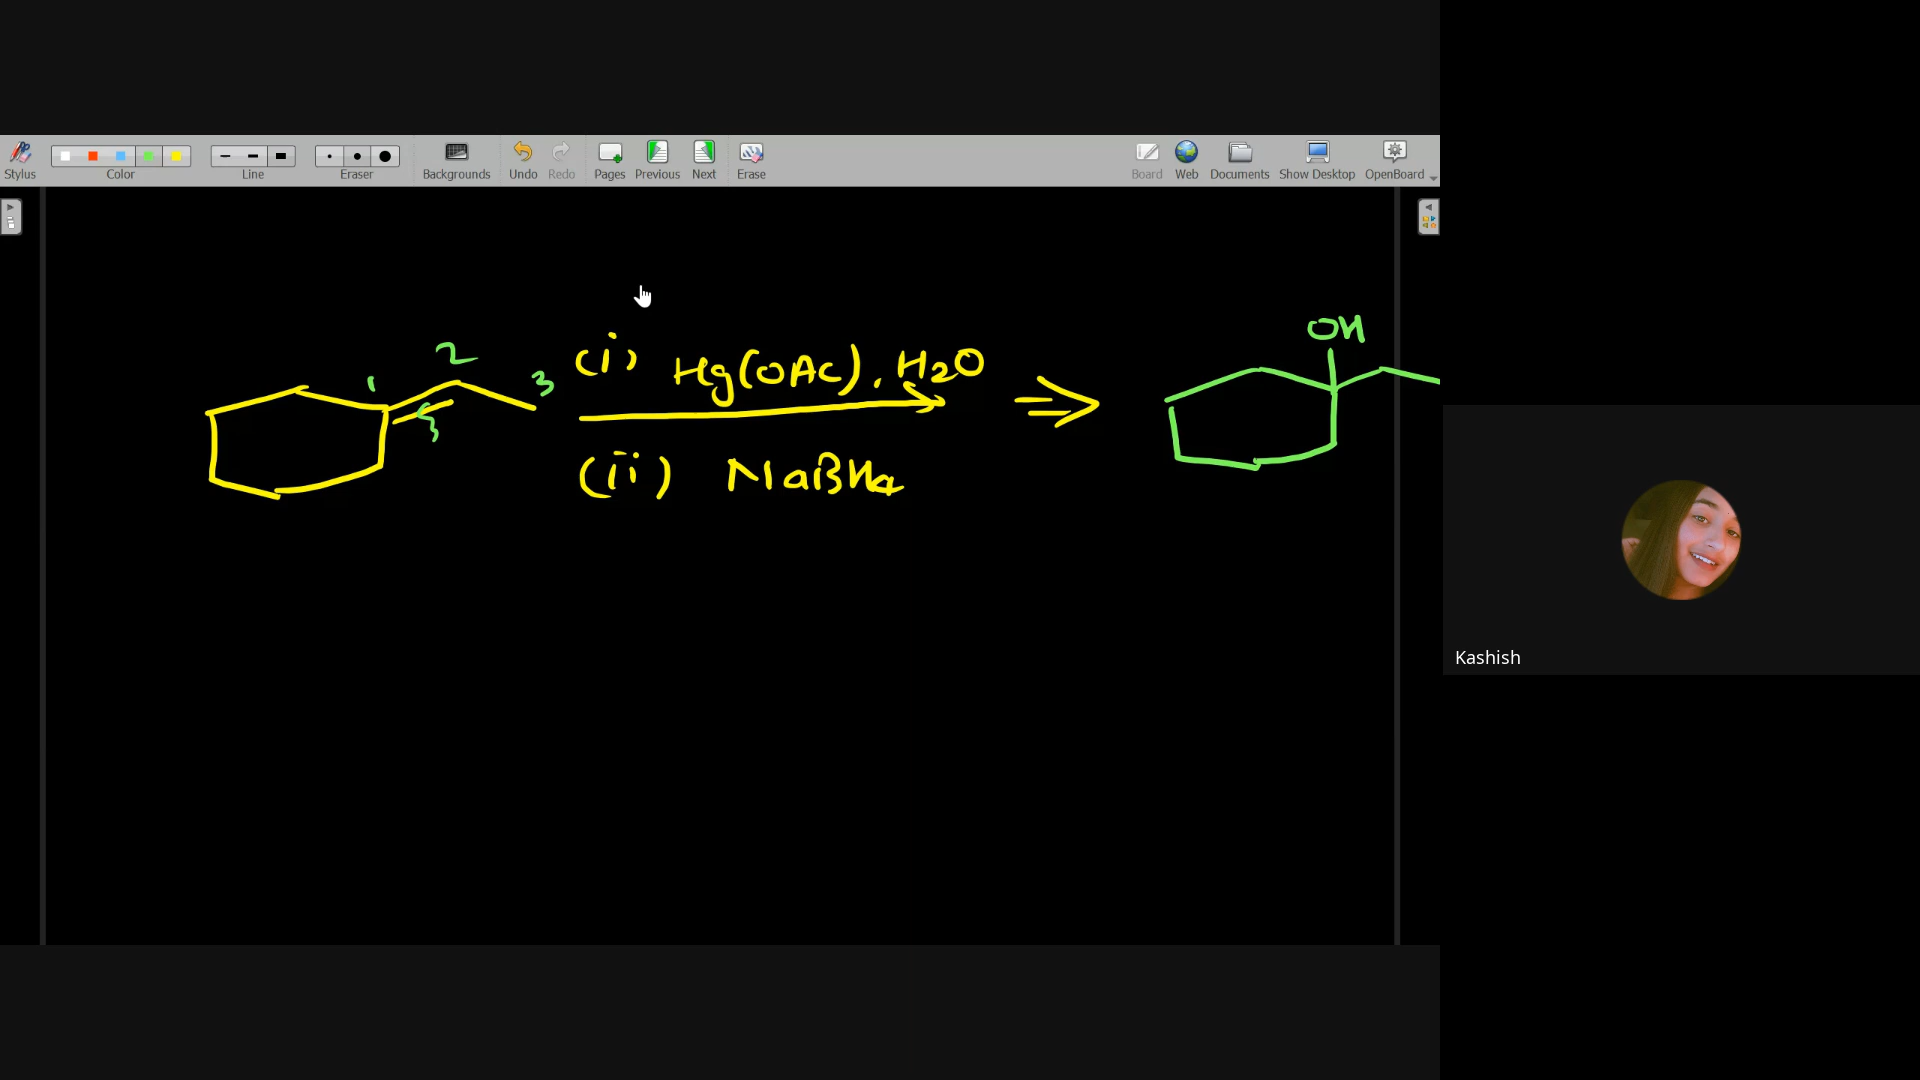 Stylus Color Line Eraser Backgrounds Undo Redo Pages Previous Next Erase Board Web Documents Show Desktop OpenBoard
OH
1 2 3
(i) Hg(OAc). H2O
(ii) NaBH4
Kashish